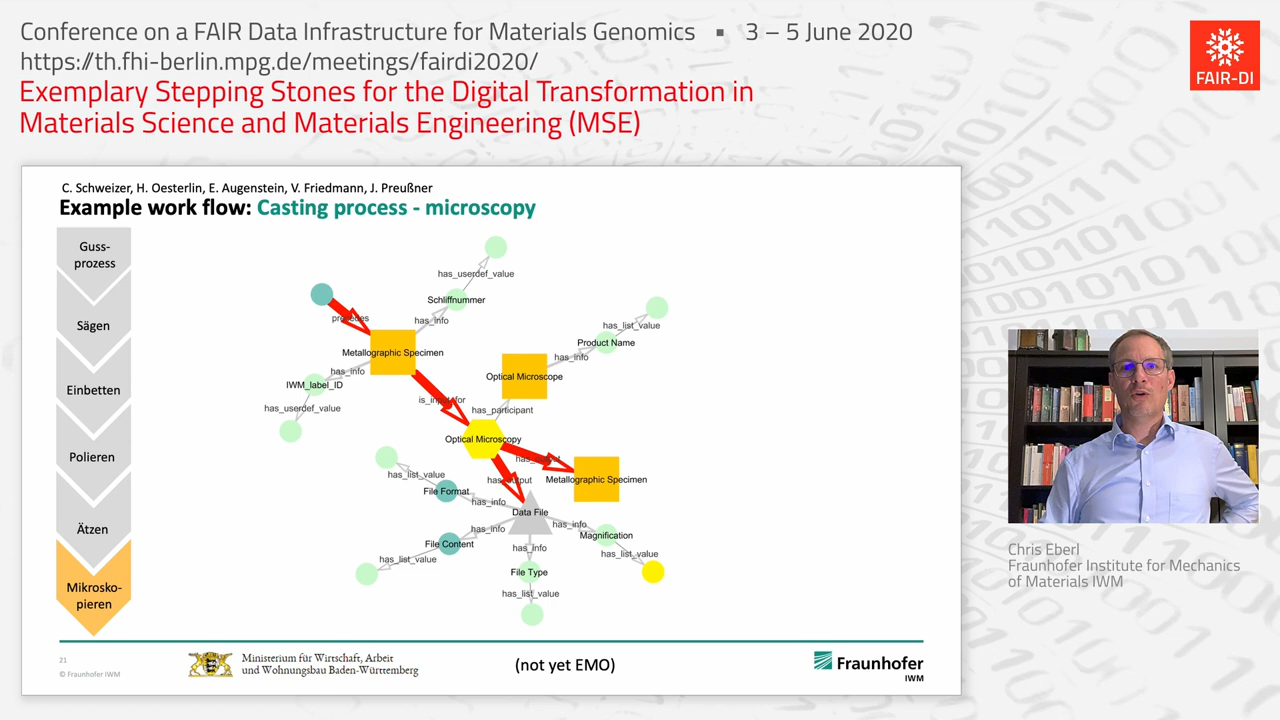 Conference on a FAIR Data Infrastructure for Materials Genomics ▪ 3 – 5 June 2020
https://th.fhi-berlin.mpg.de/meetings/fairdi2020/
Exemplary Stepping Stones for the Digital Transformation in
Materials Science and Materials Engineering (MSE)
FAIR-DI
C. Schweizer, H. Oesterlin, E. Augenstein, V. Friedmann, J. Preußner
Example work flow: Casting process - microscopy
Guss-
prozess
Sägen
Einbetten
Polieren
Ätzen
Mikrosko-
pieren
has_userdef_value
Schliffnummer
has_info
has_list_value
Product Name
has_info
Metallographic Specimen
has_info
IWM_label_ID
has_userdef_value
Optical Microscope
has_participant
Optical Microscopy
has_list_value
File Format
has_info
Metallographic Specimen
Data File
has_info
File Content
has_list_value
has_info
Magnification
has_list_value
has_info
File Type
has_list_value
21
© Fraunhofer IWM
Ministerium für Wirtschaft, Arbeit
und Wohnungsbau Baden-Württemberg
(not yet EMO)
Fraunhofer
IWM
Chris Eberl
Fraunhofer Institute for Mechanics
of Materials IWM